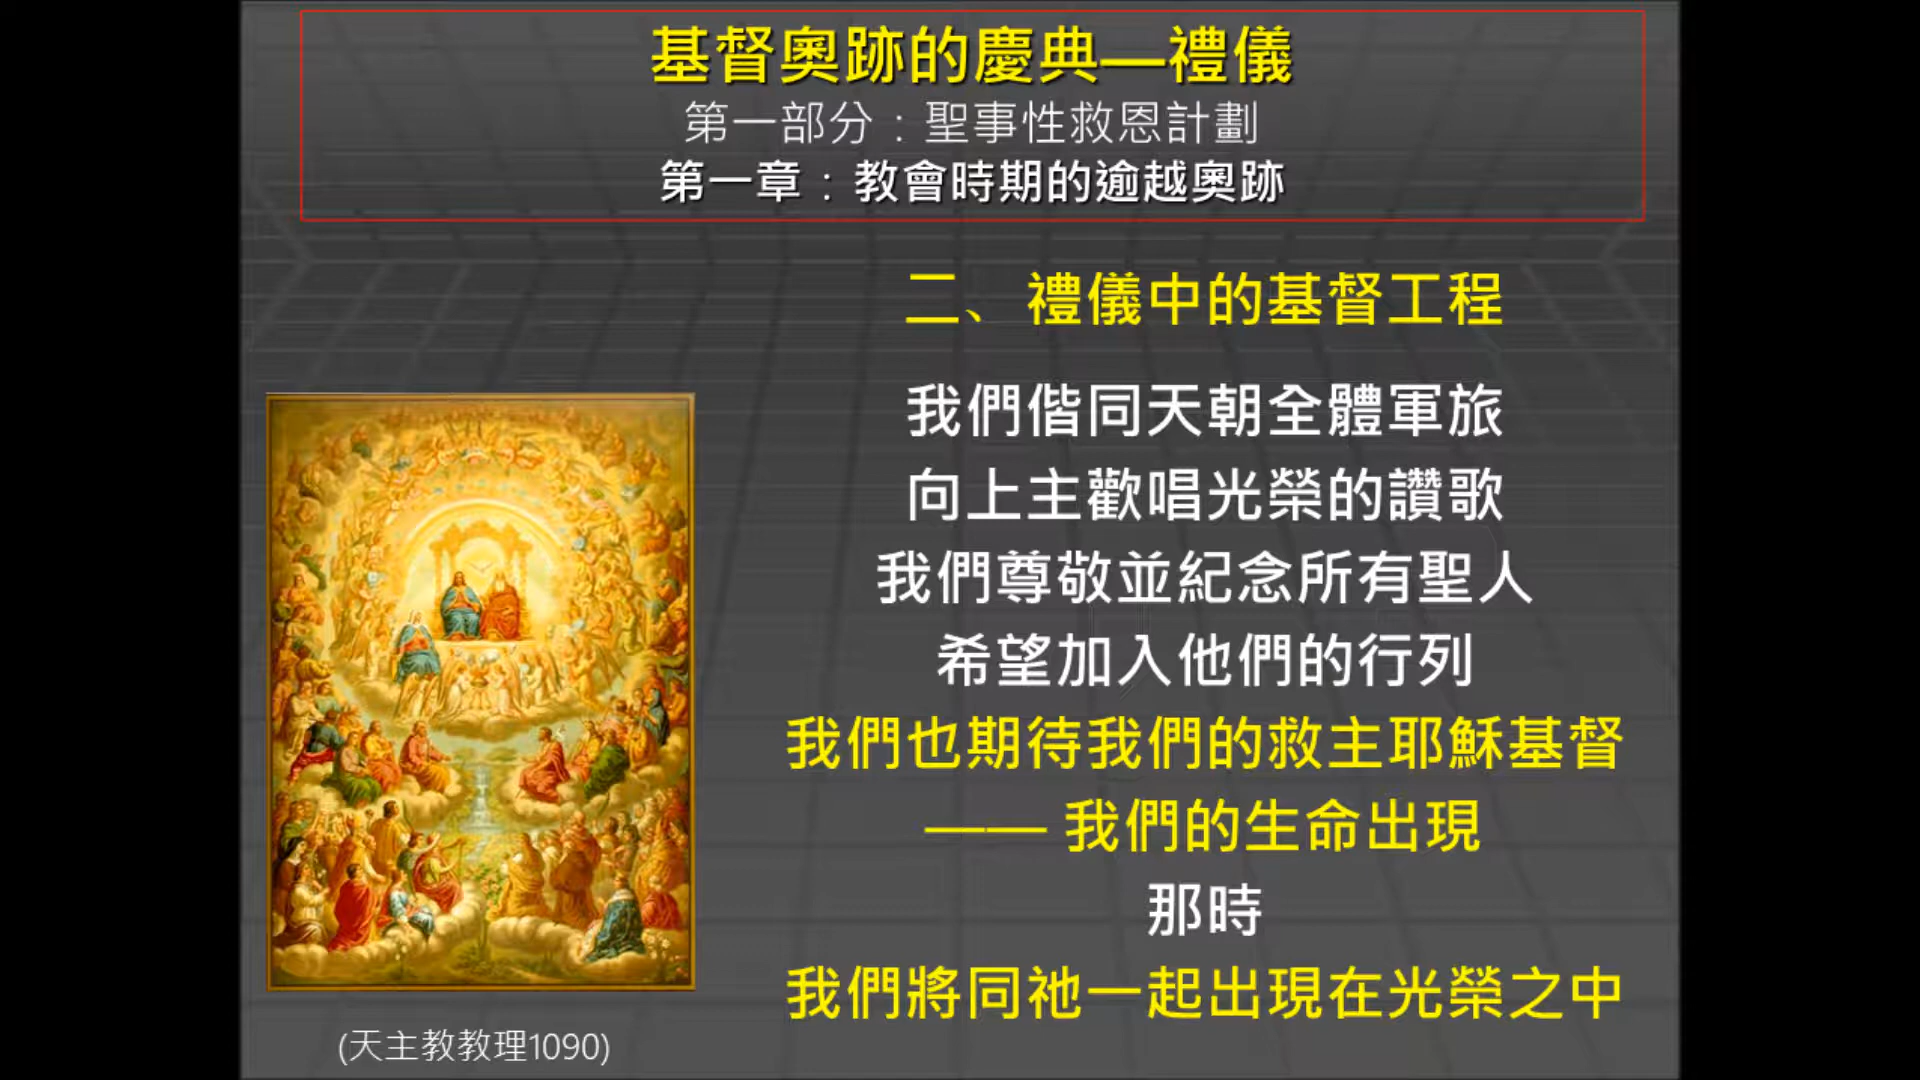 基督奧跡的慶典—禮儀
第一部分：聖事性救恩計劃
第一章：教會時期的逾越奧跡
二、禮儀中的基督工程
我們偕同天朝全體軍旅
向上主歡唱光榮的讚歌
我們尊敬並紀念所有聖人
希望加入他們的行列
我們也期待我們的救主耶穌基督
—— 我們的生命出現
那時
我們將同祂一起出現在光榮之中
(天主教教理1090)